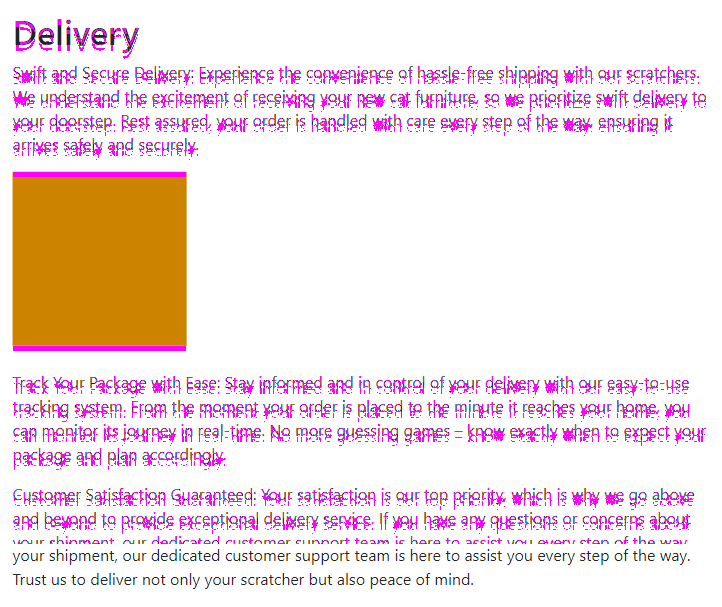 Delivery
Swift and Secure Delivery: Experience the convenience of hassle-free shipping with our scratchers.
We understand the excitement of receiving your new cat furniture, so we prioritize swift delivery to
your doorstep. Rest assured, your order is handled with care every step of the way, ensuring it
arrives safely and securely.
Track Your Package with Ease: Stay informed and in control of your delivery with our easy-to-use
tracking system. From the moment your order is placed to the minute it reaches your home, you
can monitor its journey in real-time. No more guessing games – know exactly when to expect your
package and plan accordingly.
Customer Satisfaction Guaranteed: Your satisfaction is our top priority, which is why we go above
and beyond to provide exceptional delivery service. If you have any questions or concerns about
your shipment, our dedicated customer support team is here to assist you every step of the way.
Trust us to deliver not only your scratcher but also peace of mind.